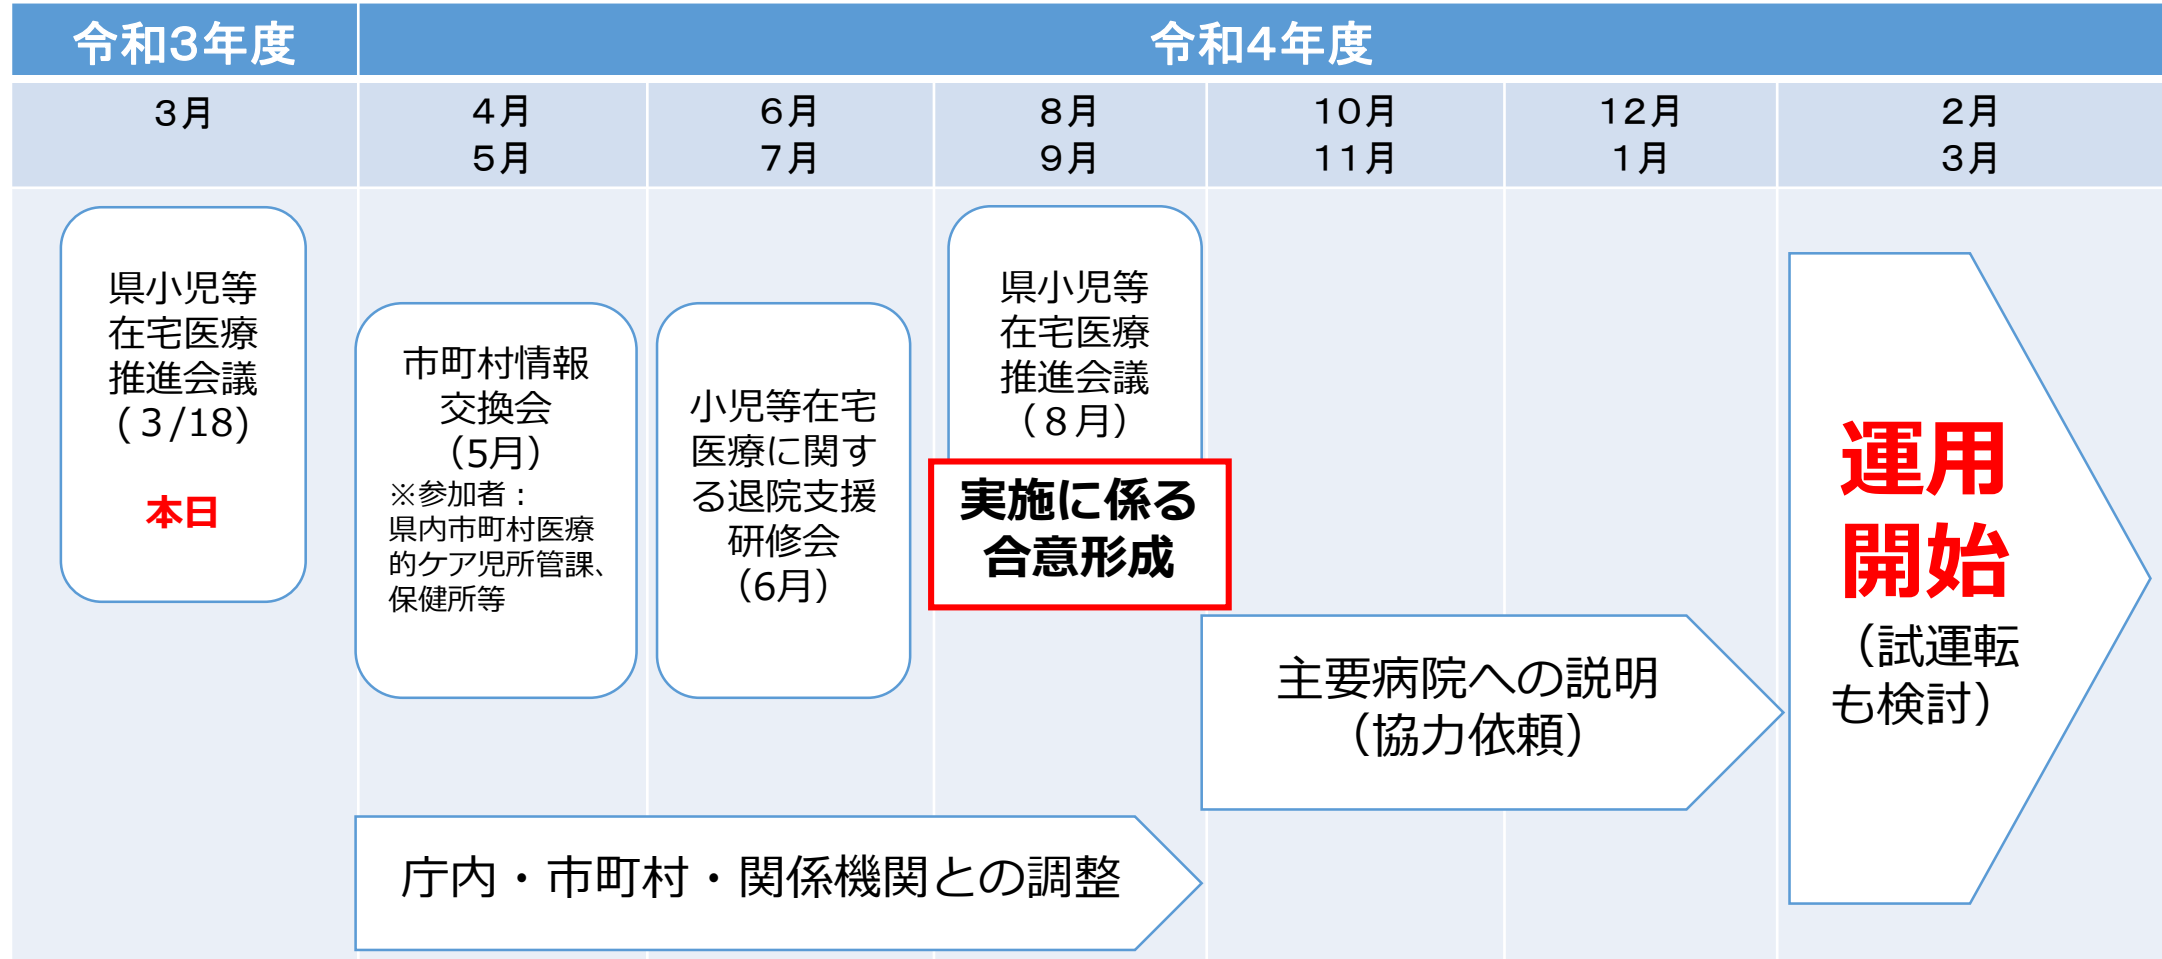 令和3年度
令和4年度
3月
4月
5月
6月
7月
8月
9月
10月
11月
12月
1月
2月
3月
県小児等
在宅医療
推進会議
（3/18）
本日
市町村情報
交換会
（5月）
※参加者：
県内市町村医療
的ケア児所管課、
保健所等
小児等在宅
医療に関す
る退院支援
研修会
（6月）
県小児等
在宅医療
推進会議
（8月）
実施に係る
合意形成
主要病院への説明
（協力依頼）
運用
開始
（試運転
も検討）
庁内・市町村・関係機関との調整